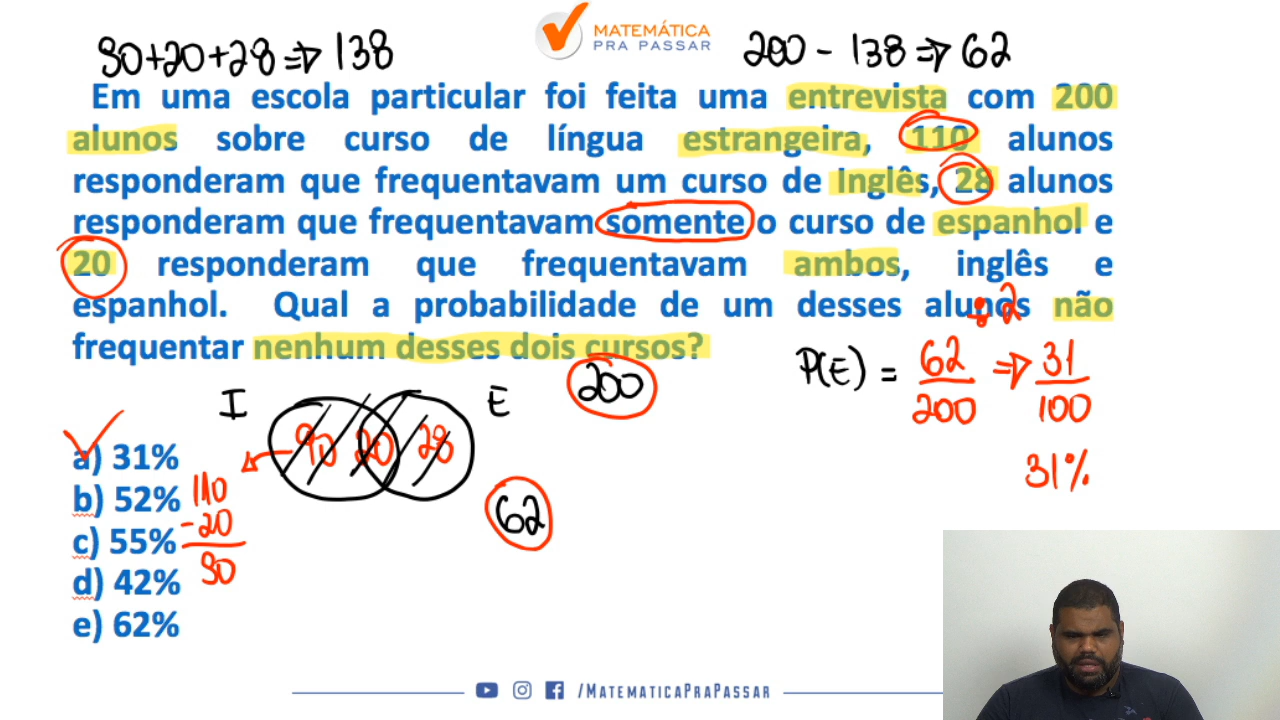 MATEMÁTICA
PRA PASSAR
90+20+28⇒138
200 - 138⇒62
Em uma escola particular foi feita uma entrevista com 200
alunos sobre curso de língua estrangeira, 110 alunos
responderam que frequentavam um curso de inglês, 28 alunos
responderam que frequentavam somente o curso de espanhol e
20 responderam que frequentavam ambos, inglês e
espanhol. Qual a probabilidade de um desses alunos não
frequentar nenhum desses dois cursos?
÷2
P(E) = 62/200 ⇒ 31/100
31%
I
E
200
90 20 28
62
a) 31%
b) 52%
c) 55%
d) 42%
e) 62%
110
-20
90
/MATEMATICAPRAPASSAR